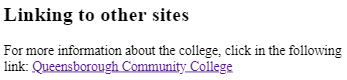 Linking to other sites
For more information about the college, click in the following
link: Queensborough Community College